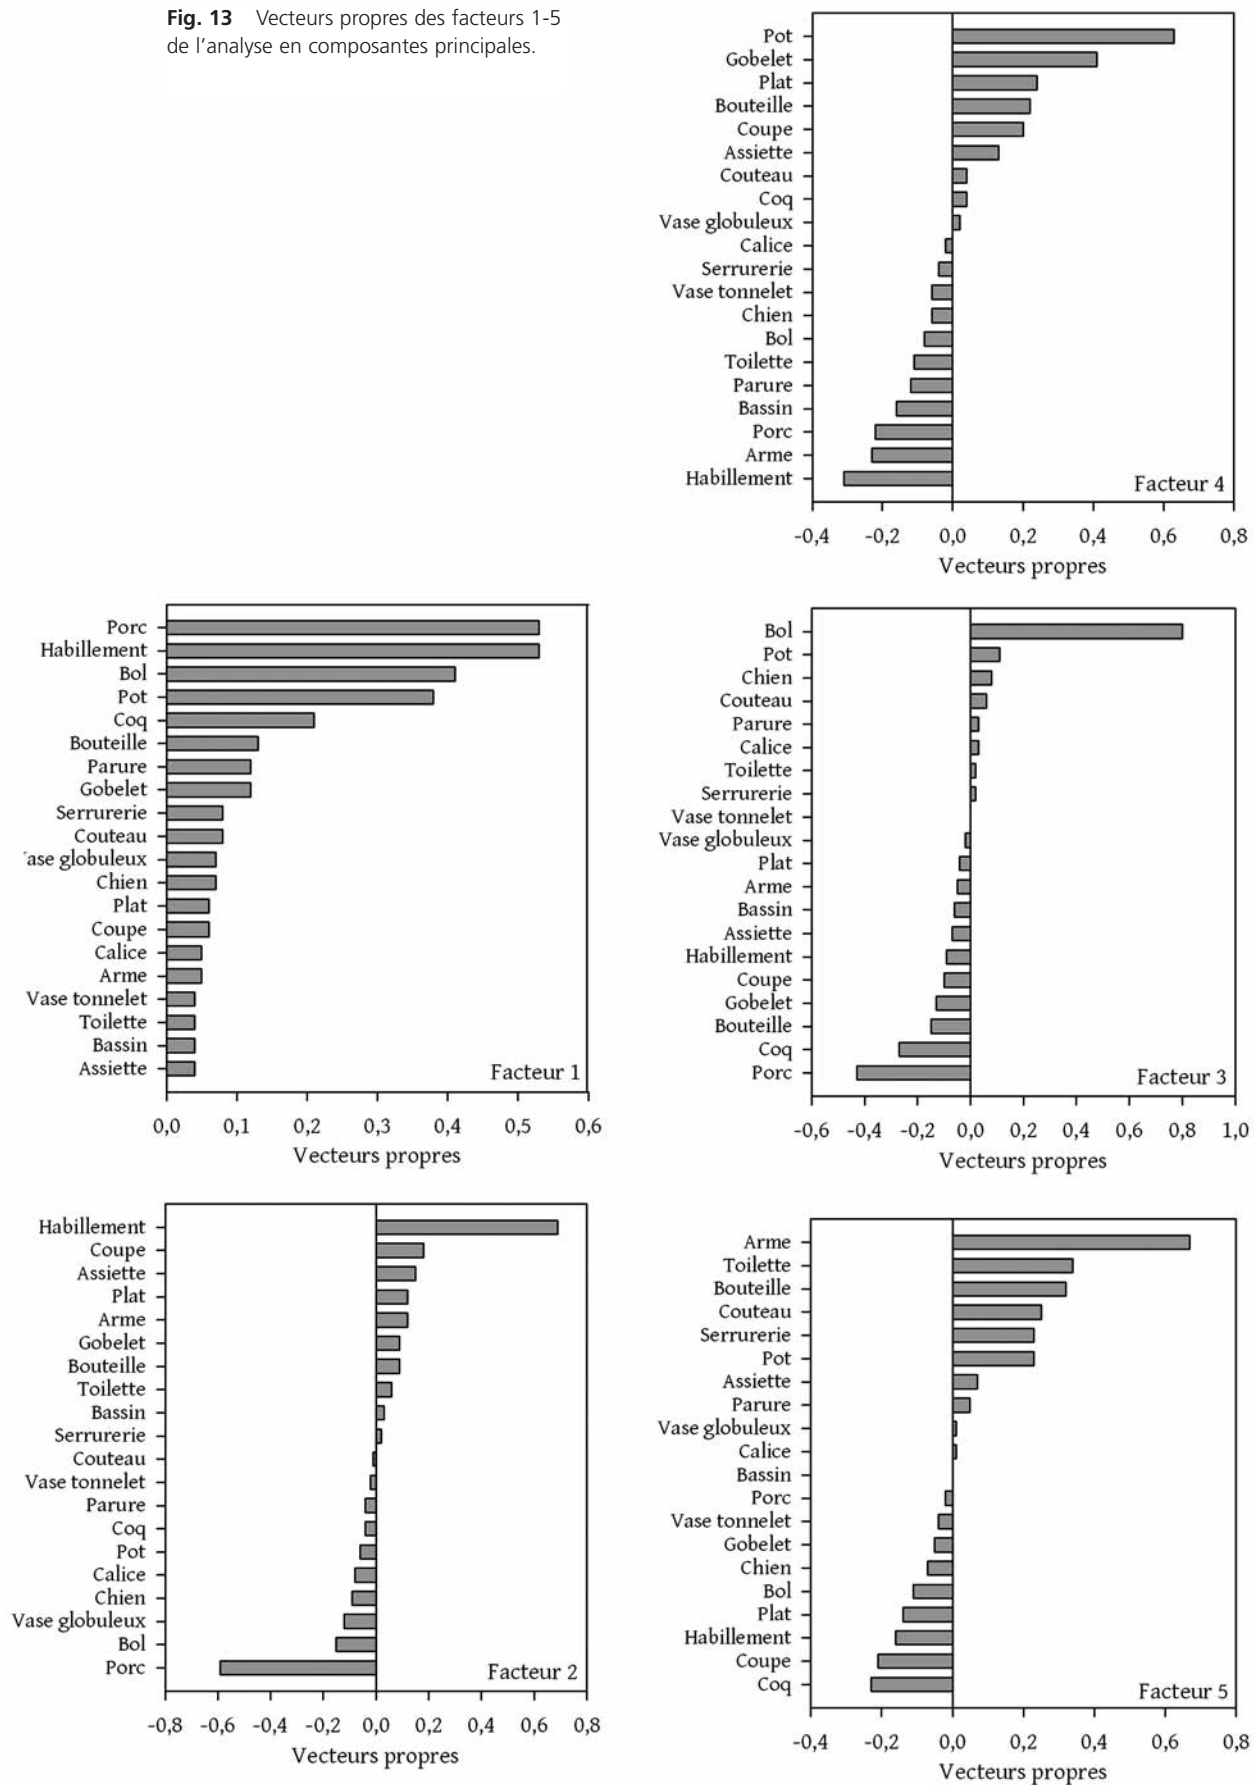 Fig. 13 Vecteurs propres des facteurs 1-5
de l'analyse en composantes principales.
Pot
Gobelet
Plat
Bouteille
Coupe
Assiette
Couteau
Coq
Vase globuleux
Calice
Serrurerie
Vase tonnelet
Chien
Bol
Toilette
Parure
Bassin
Porc
Arme
Habillement
Facteur 4
-0,4 -0,2 0,0 0,2 0,4 0,6 0,8
Vecteurs propres
Porc
Habillement
Bol
Pot
Coq
Bouteille
Parure
Gobelet
Serrurerie
Couteau
ase globuleux
Chien
Plat
Coupe
Calice
Arme
Vase tonnelet
Toilette
Bassin
Assiette
Facteur 1
0,0 0,1 0,2 0,3 0,4 0,5 0,6
Vecteurs propres
Bol
Pot
Chien
Couteau
Parure
Calice
Toilette
Serrurerie
Vase tonnelet
Vase globuleux
Plat
Arme
Bassin
Assiette
Habillement
Coupe
Gobelet
Bouteille
Coq
Porc
Facteur 3
-0,6 -0,4 -0,2 0,0 0,2 0,4 0,6 0,8 1,0
Vecteurs propres
Habillement
Coupe
Assiette
Plat
Arme
Gobelet
Bouteille
Toilette
Bassin
Serrurerie
Couteau
Vase tonnelet
Parure
Coq
Pot
Calice
Chien
Vase globuleux
Bol
Porc
Facteur 2
-0,8 -0,6 -0,4 -0,2 0,0 0,2 0,4 0,6 0,8
Vecteurs propres
Arme
Toilette
Bouteille
Couteau
Serrurerie
Pot
Assiette
Parure
Vase globuleux
Calice
Bassin
Porc
Vase tonnelet
Gobelet
Chien
Bol
Plat
Habillement
Coupe
Coq
Facteur 5
-0,4 -0,2 0,0 0,2 0,4 0,6 0,8
Vecteurs propres